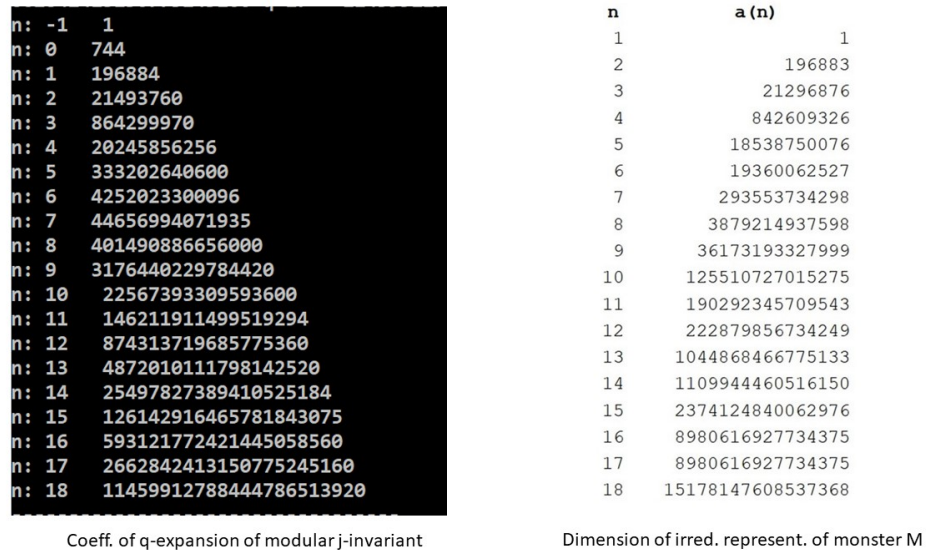 n: -1 1
n: 0 744
n: 1 196884
n: 2 21493760
n: 3 864299970
n: 4 20245856256
n: 5 333202640600
n: 6 4252023300096
n: 7 44656994071935
n: 8 401490886656000
n: 9 3176440229784420
n: 10 22567393309593600
n: 11 146211911499519294
n: 12 874313719685775360
n: 13 4872010111798142520
n: 14 25497827389410525184
n: 15 126142916465781843075
n: 16 593121772421445058560
n: 17 2662842413150775245160
n: 18 11459912788444786513920
Coeff. of q-expansion of modular j-invariant
n a(n)
1 1
2 196883
3 21296876
4 842609326
5 18538750076
6 19360062527
7 293553734298
8 3879214937598
9 36173193327999
10 125510727015275
11 190292345709543
12 222879856734249
13 1044868466775133
14 1109944460516150
15 2374124840062976
16 8980616927734375
17 8980616927734375
18 15178147608537368
Dimension of irred. represent. of monster M